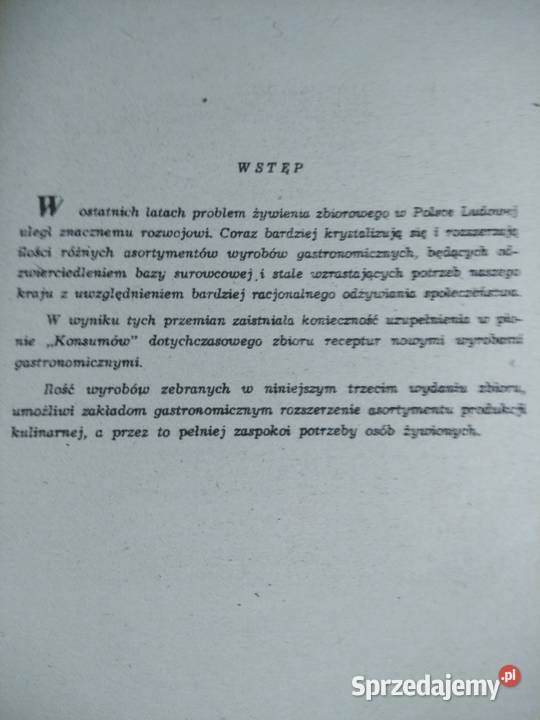 WSTĘP
W ostatnich latach problem żywienia zbiorowego w Polsce Ludowej
uległ znacznemu rozwojowi. Coraz bardziej krystalizują się i rozszerzają
ilości różnych asortymentów wyrobów gastronomicznych, będących od-
zwierciedleniem bazy surowcowej i stale wzrastających potrzeb naszego
kraju z uwzględnieniem bardziej racjonalnego odżywiania społeczeństwa.
W wyniku tych przemian zaistniała konieczność uzupełnienia w pio-
nie „Konsumów” dotychczasowego zbioru receptur nowymi wyrobami
gastronomicznymi.
Ilość wyrobów zebranych w niniejszym trzecim wydaniu zbioru,
umożliwi zakładom gastronomicznym rozszerzenie asortymentu produkcji
kulinarnej, a przez to pełniej zaspokoi potrzeby osób żywionych.
Sprzedajemy.pl